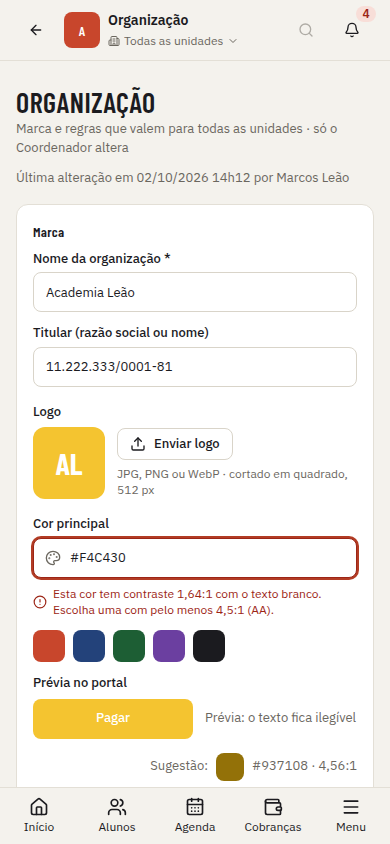 A
Organização
Todas as unidades
4
ORGANIZAÇÃO
Marca e regras que valem para todas as unidades · só o
Coordenador altera
Última alteração em 02/10/2026 14h12 por Marcos Leão
Marca
Nome da organização *
Academia Leão
Titular (razão social ou nome)
11.222.333/0001-81
Logo
AL
Enviar logo
JPG, PNG ou WebP · cortado em quadrado,
512 px
Cor principal
#F4C430
Esta cor tem contraste 1,64:1 com o texto branco.
Escolha uma com pelo menos 4,5:1 (AA).
Prévia no portal
Pagar
Prévia: o texto fica ilegível
Sugestão:
#937108 · 4,56:1
Início
Alunos
Agenda
Cobranças
Menu